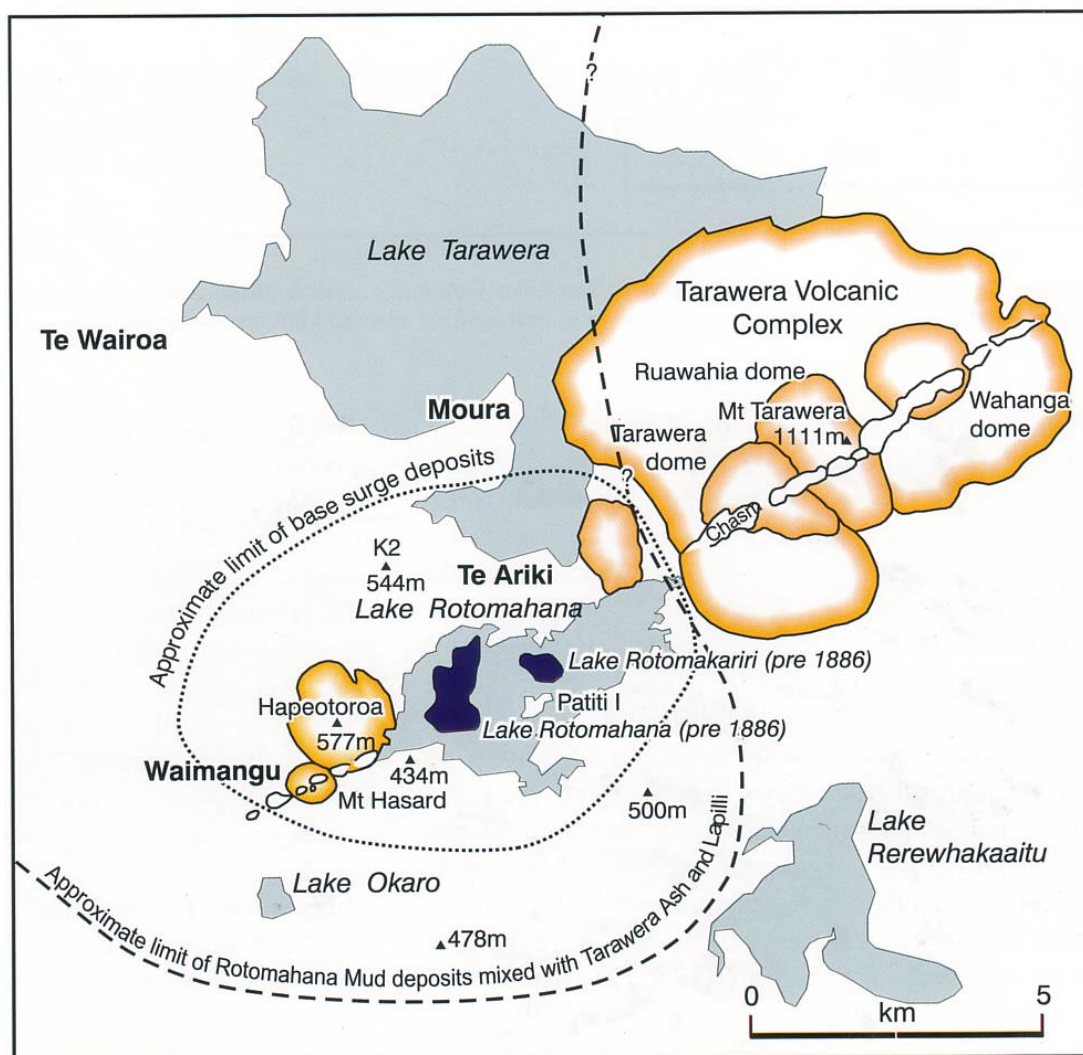 ?
Lake Tarawera
Tarawera Volcanic
Complex
Te Wairoa
Ruawahia dome
Moura
Mt Tarawera
1111m
Wahanga
dome
Tarawera
dome
?
Chasm
Approximate limit of base surge deposits
K2
544m
Te Ariki
Lake Rotomahana
Lake Rotomakariri (pre 1886)
Patiti I
Hapeotoroa
577m
Lake Rotomahana (pre 1886)
Waimangu
434m
Mt Hasard
500m
Lake
Rerewhakaaitu
Lake Okaro
478m
Approximate limit of Rotomahana Mud deposits mixed with Tarawera Ash and Lapilli
0 5
km